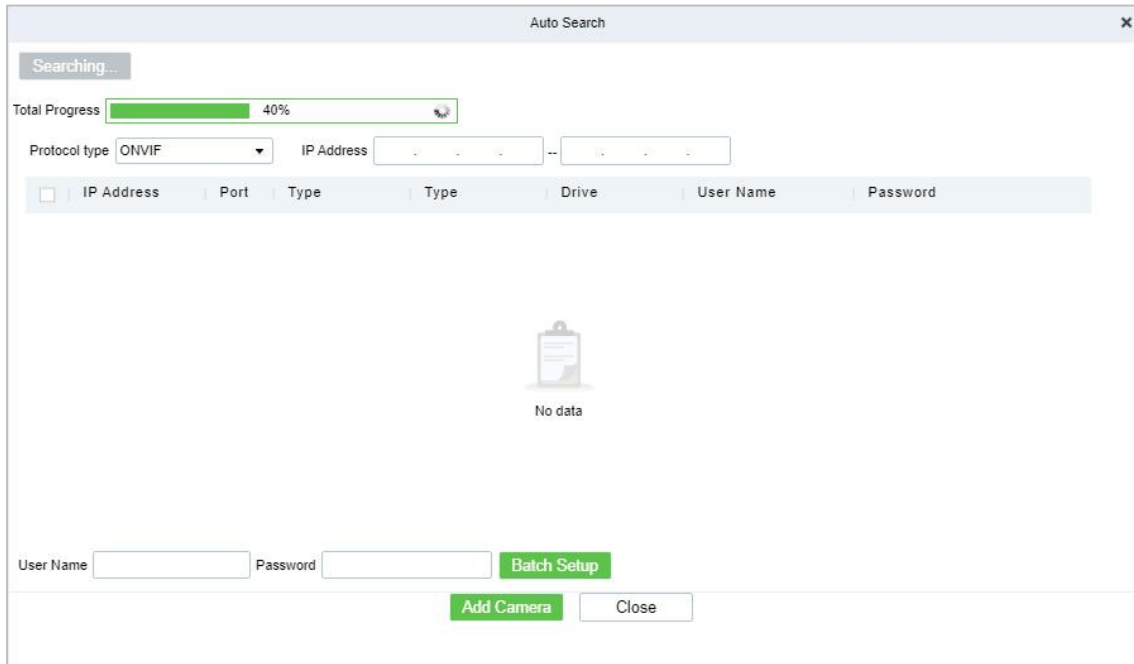 Auto Search
Searching...
Total Progress 40%
Protocol type ONVIF IP Address . . . -- . . .
IP Address Port Type Type Drive User Name Password
No data
User Name Password Batch Setup
Add Camera Close